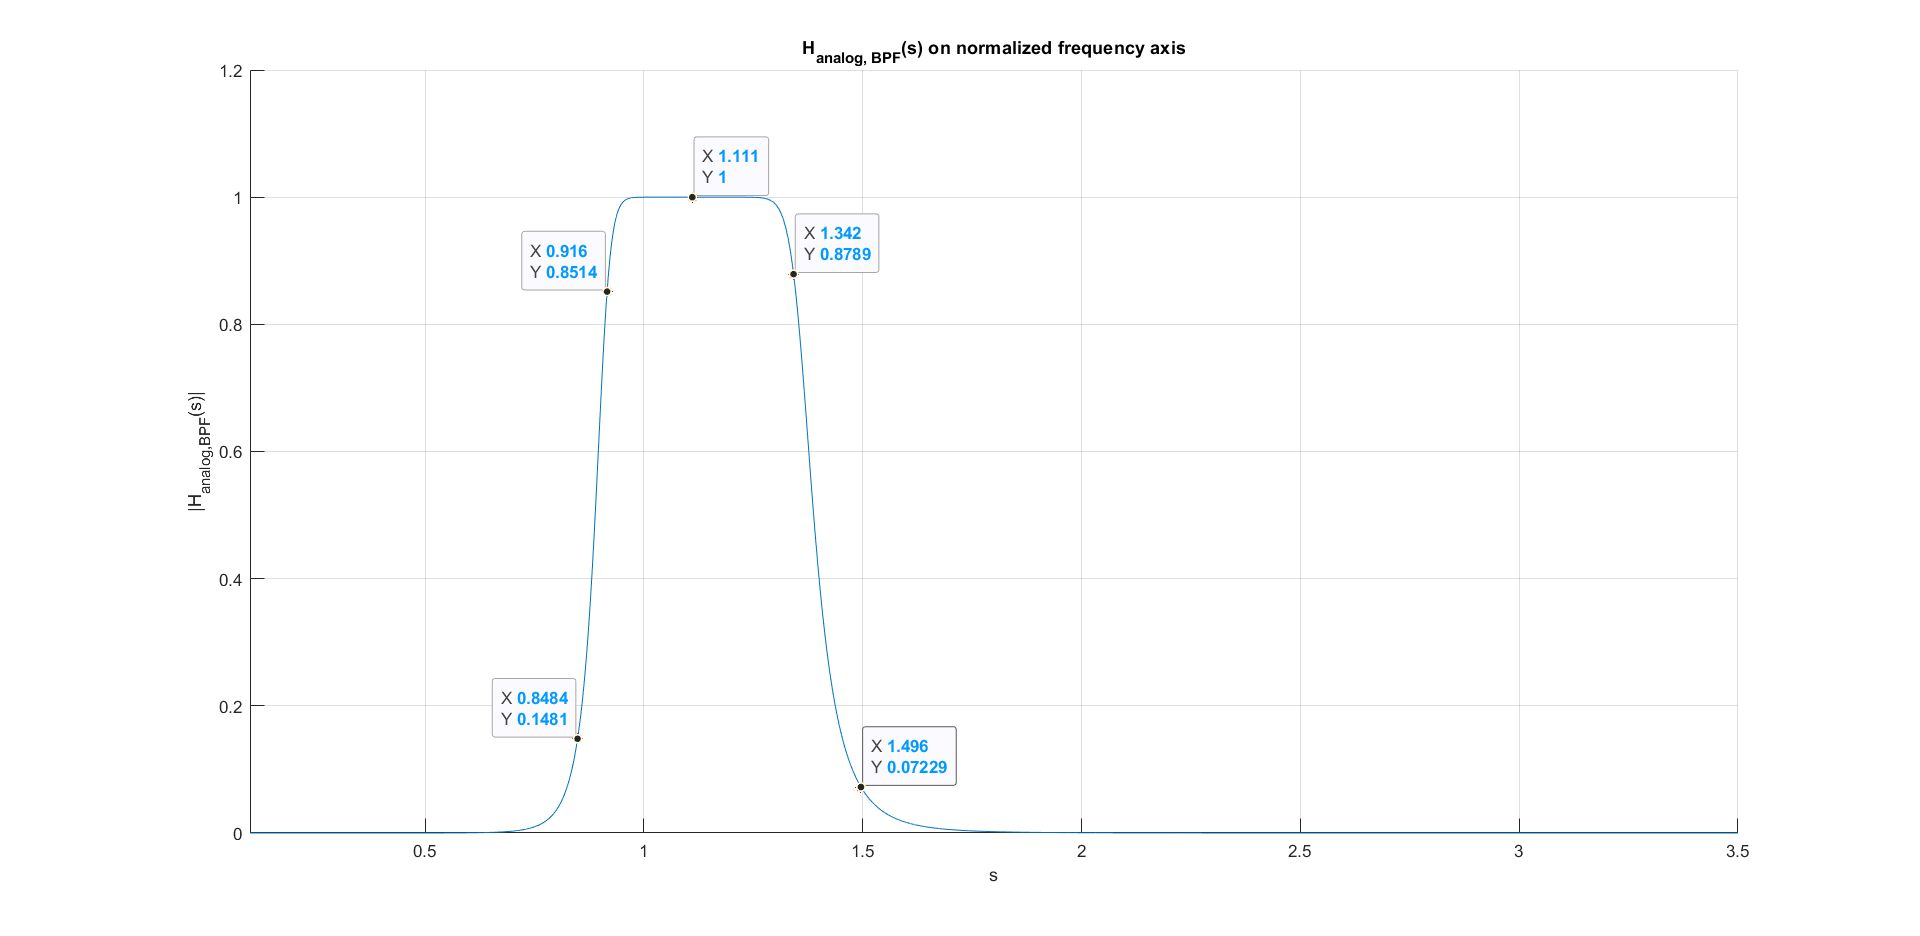 H_analog, BPF(s) on normalized frequency axis
1.2
1
0.8
0.6
0.4
0.2
0
|H_analog,BPF(s)|
X 1.111
Y 1
X 1.342
Y 0.8789
X 0.916
Y 0.8514
X 0.8484
Y 0.1481
X 1.496
Y 0.07229
0.5 1 1.5 2 2.5 3 3.5
s